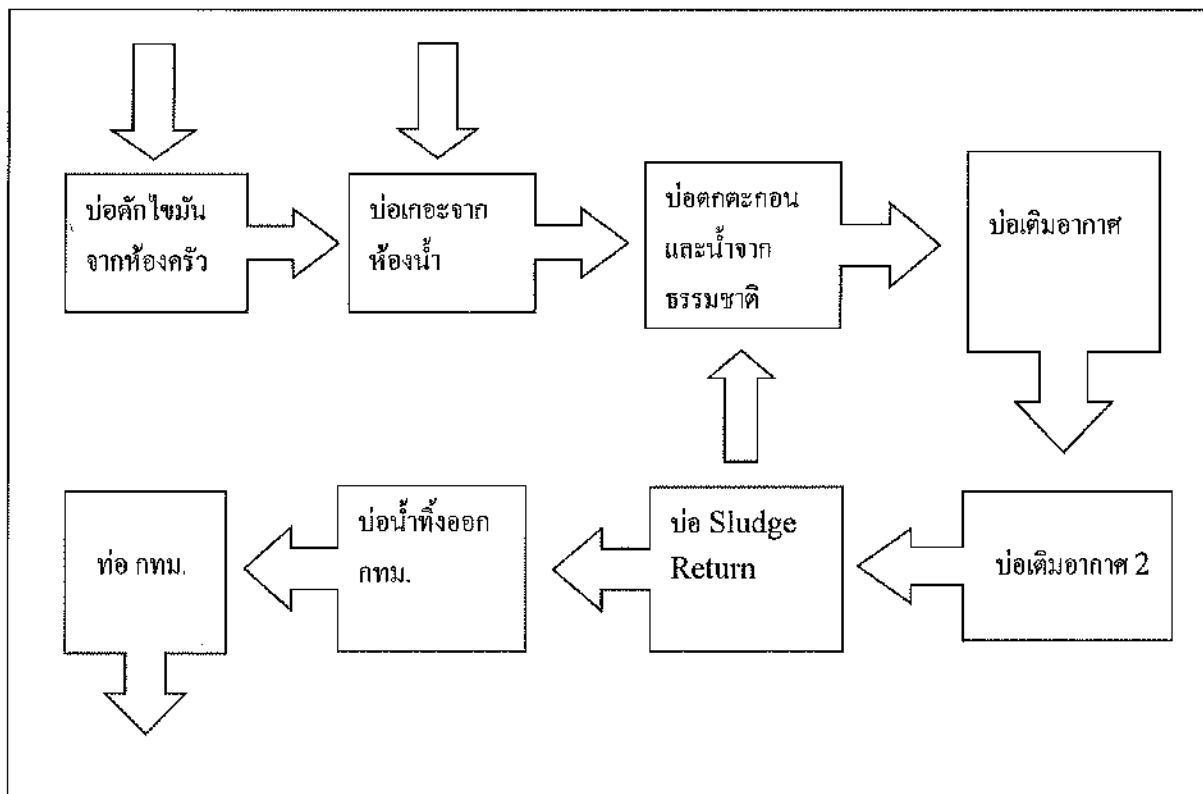 บ่อดักไขมัน
จากห้องครัว
บ่อเกอะจาก
ห้องน้ำ
บ่อตกตะกอน
และน้ำจาก
ธรรมชาติ
บ่อเติมอากาศ
บ่อเติมอากาศ 2
บ่อ Sludge
Return
บ่อน้ำทิ้งออก
กทม.
ท่อ กทม.